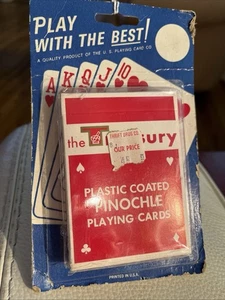 PLAY
WITH THE BEST!
A QUALITY PRODUCT OF THE U. S. PLAYING CARD CO.
A K Q J 10
the T sury
OUR PRICE
PLASTIC COATED
PINOCHLE
PLAYING CARDS
PRINTED IN U.S.A.